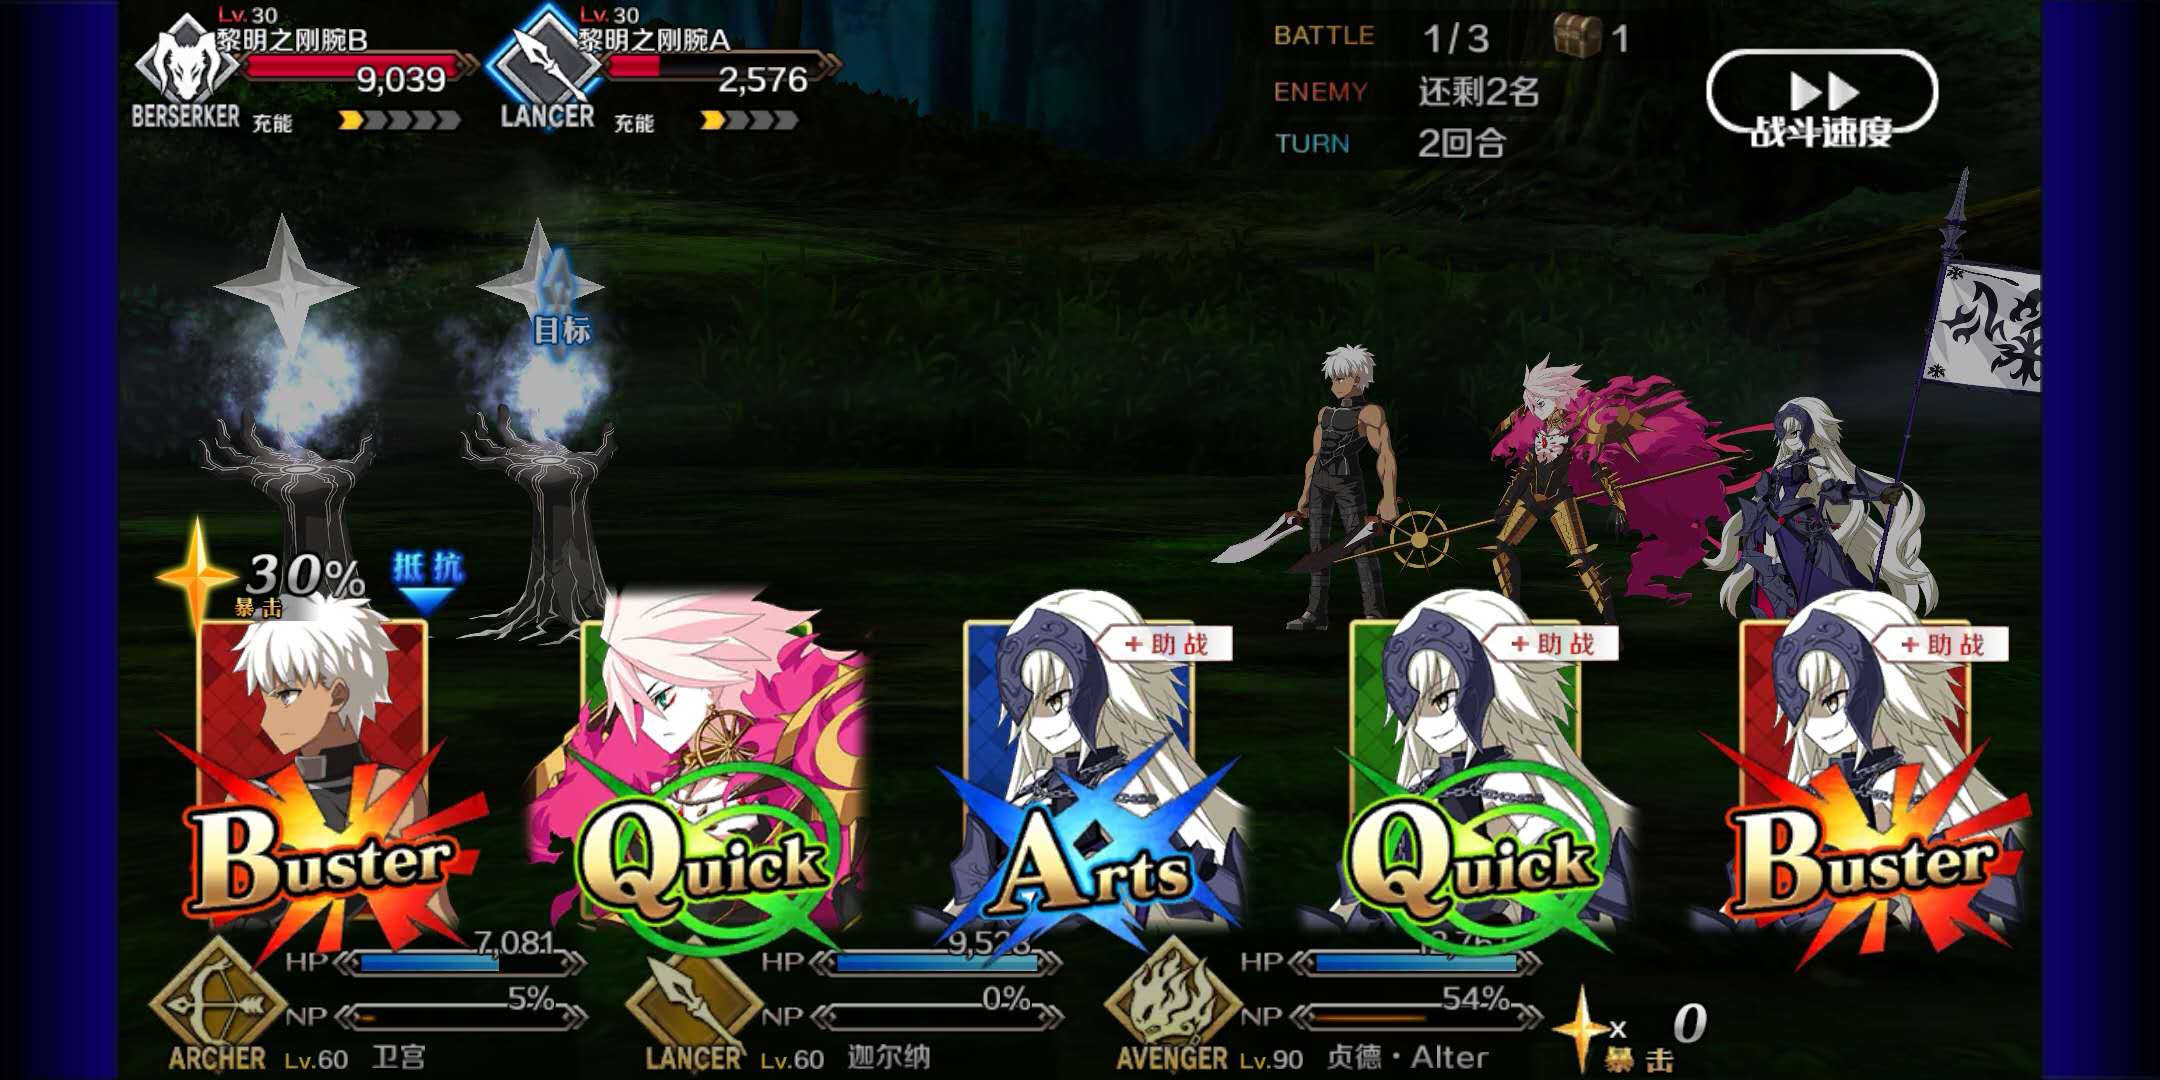 Lv.30
黎明之刚腕B
9,039
BERSERKER
充能
Lv.30
黎明之刚腕A
2,576
LANCER
充能
BATTLE 1/3 1
ENEMY 还剩2名
TURN 2回合
战斗速度
目标
30%
暴击
抵抗
+助战
+助战
+助战
Buster
Quick
Arts
Quick
Buster
HP 7,081
NP 5%
ARCHER Lv.60 卫宫
HP 9,528
NP 0%
LANCER Lv.60 迦尔纳
HP
NP 54%
AVENGER Lv.90 贞德·Alter
x 0
暴击